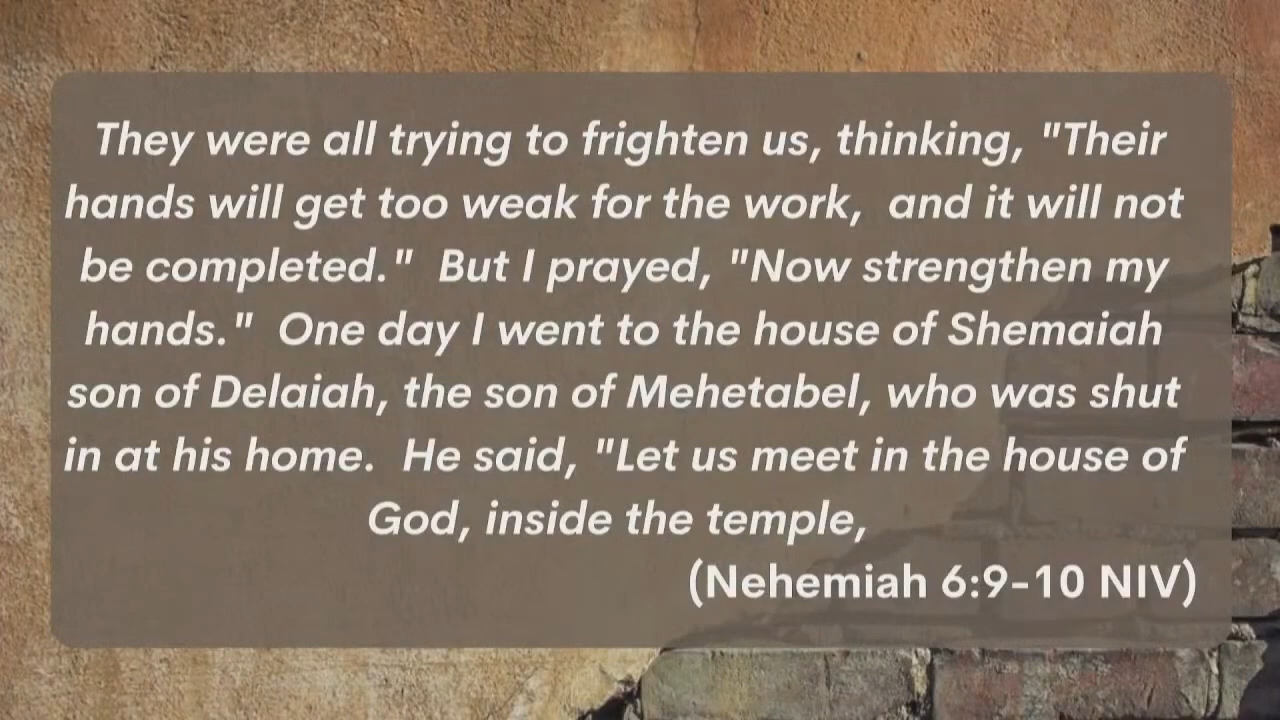 They were all trying to frighten us, thinking, "Their
hands will get too weak for the work,  and it will not
be completed."  But I prayed, "Now strengthen my
hands."  One day I went to the house of Shemaiah
son of Delaiah, the son of Mehetabel, who was shut
in at his home.  He said, "Let us meet in the house of
God, inside the temple,
(Nehemiah 6:9-10 NIV)